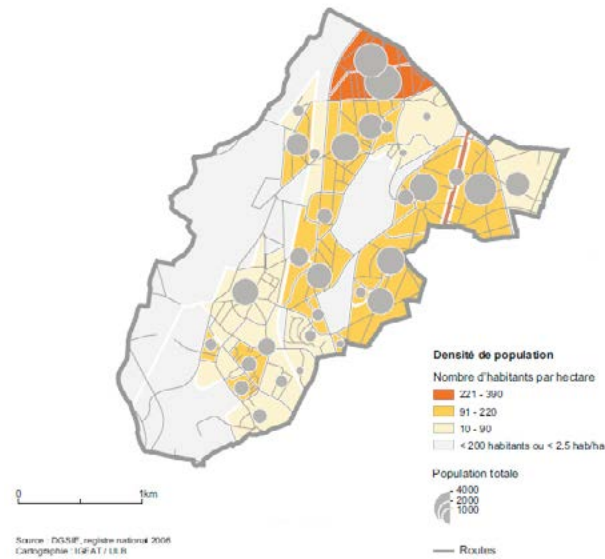 Densité de population
Nombre d'habitants par hectare
221 - 390
91 - 220
10 - 90
< 200 habitants ou < 2.5 hab/ha
Population totale
4000
2000
1000
0 1km
Source : DGSIE, registre national 2006
Cartographie : IGEAT / ULB
Routes